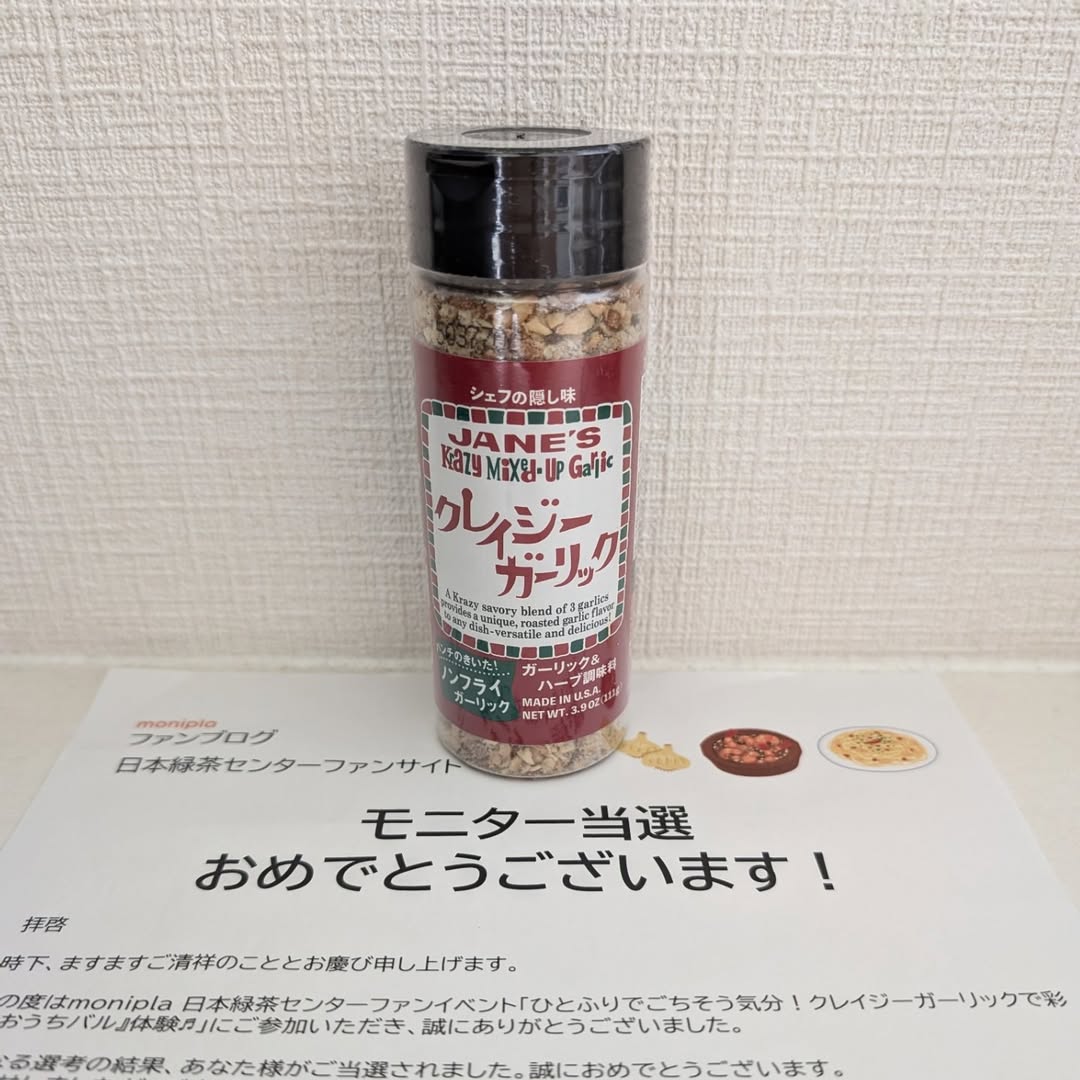 5037
シェフの隠し味
JANE'S
Krazy Mixed-Up Garlic
クレイジー
ガーリック
A Krazy savory blend of 3 garlics
provides a unique, roasted garlic flavor
to any dish-versatile and delicious!
パンチのきいた!
ノンフライ
ガーリック
ガーリック&
ハーブ調味料
MADE IN U.S.A.
NET WT. 3.9 OZ (111g)
monipla
ファンブログ
日本緑茶センターファンサイト
モニター当選
おめでとうございます!
拝啓
時下、ますますご清祥のこととお慶び申し上げます。
の度はmonipla 日本緑茶センターファンイベント「ひとふりでごちそう気分!クレイジーガーリックで彩
おうちバル』体験♬」にご参加いただき、誠にありがとうございました。
る選考の結果、あなた様がご当選されました。誠におめでとうございます。